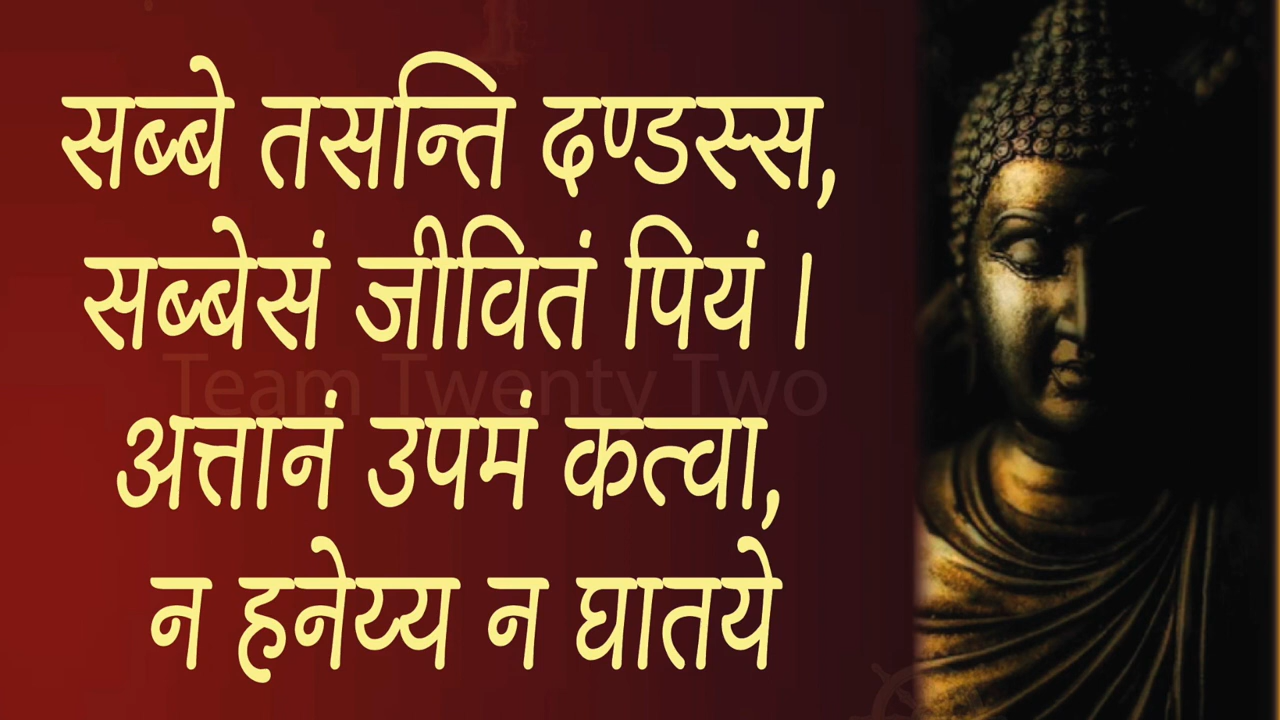 सब्बे तसन्ति दण्डस्स,
सब्बेसं जीवितं पियं ।
Team Twenty Two
अत्तानं उपमं कत्वा,
न हनेय्य न घातये